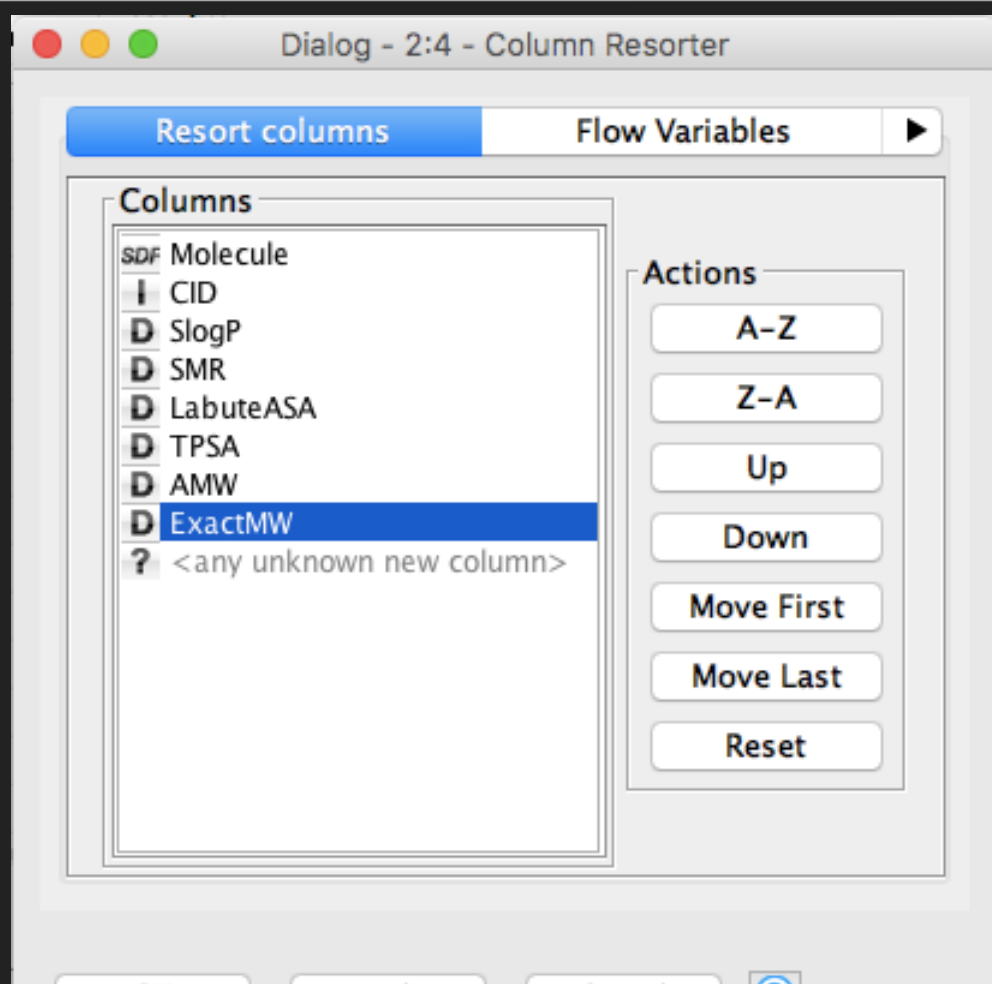 Dialog - 2:4 - Column Resorter
Resort columns
Flow Variables
Columns
SDF Molecule
I CID
D SlogP
D SMR
D LabuteASA
D TPSA
D AMW
D ExactMW
? <any unknown new column>
Actions
A-Z
Z-A
Up
Down
Move First
Move Last
Reset